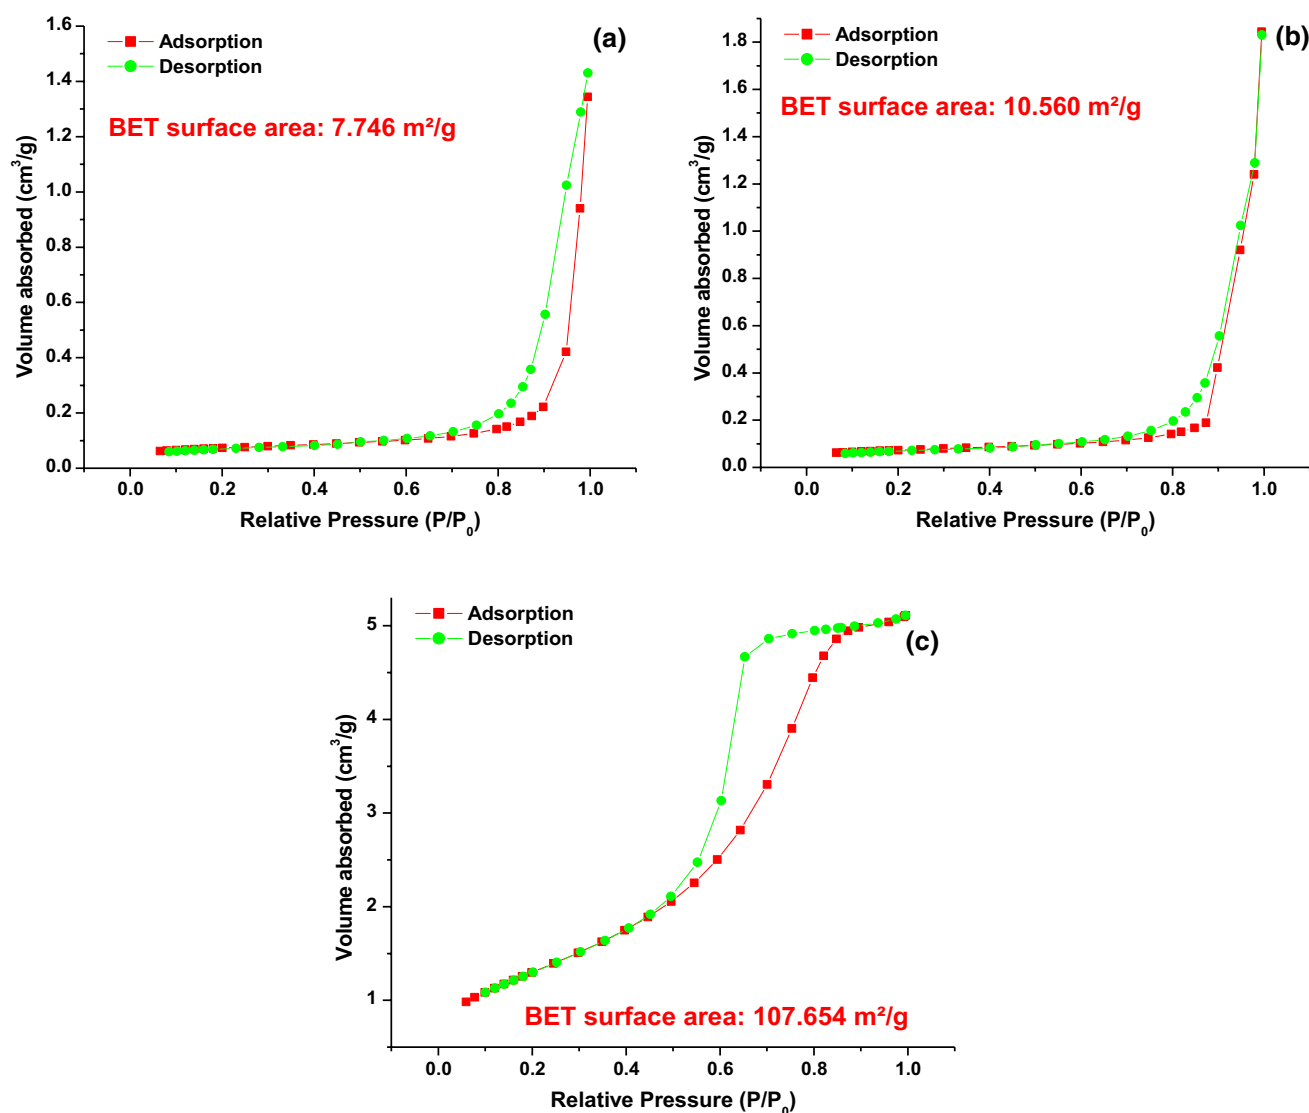 (a)
Adsorption
Desorption
BET surface area: 7.746 m²/g
Volume absorbed (cm³/g)
1.6
1.4
1.2
1.0
0.8
0.6
0.4
0.2
0.0
0.0 0.2 0.4 0.6 0.8 1.0
Relative Pressure (P/P₀)
(b)
Adsorption
Desorption
BET surface area: 10.560 m²/g
Volume absorbed (cm³/g)
1.8
1.6
1.4
1.2
1.0
0.8
0.6
0.4
0.2
0.0
0.0 0.2 0.4 0.6 0.8 1.0
Relative Pressure (P/P₀)
(c)
Adsorption
Desorption
Volume absorbed (cm³/g)
5
4
3
2
1
BET surface area: 107.654 m²/g
0.0 0.2 0.4 0.6 0.8 1.0
Relative Pressure (P/P₀)